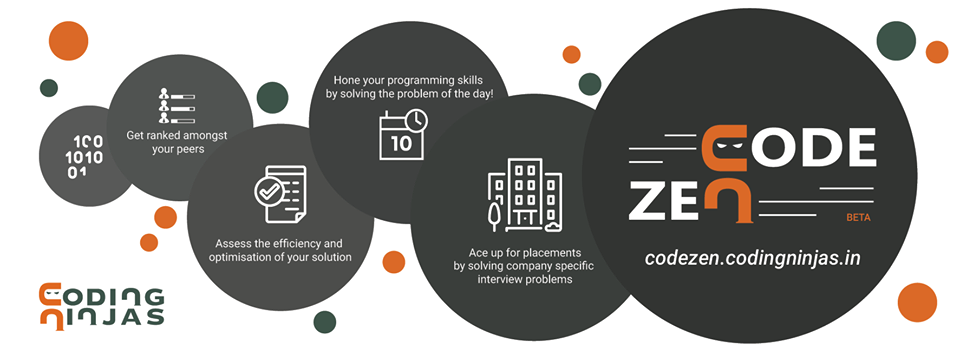 100
1010
01
Get ranked amongst
your peers
Assess the efficiency and
optimisation of your solution
Hone your programming skills
by solving the problem of the day!
10
Ace up for placements
by solving company specific
interview problems
CODE
ZEN
BETA
codezen.codingninjas.in
CODING
NINJAS